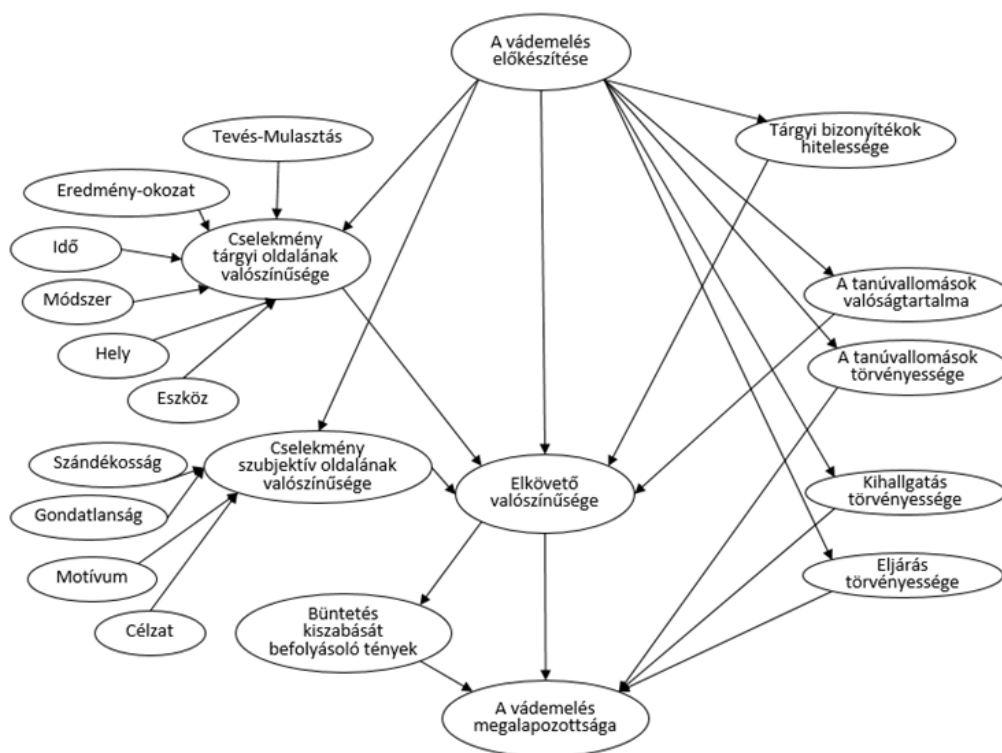 A vádemelés
előkészítése
Tárgyi bizonyítékok
hitelessége
Tevés-Mulasztás
Eredmény-okozat
Idő
Cselekmény
tárgyi oldalának
valószínűsége
Módszer
Hely
Eszköz
A tanúvallomások
valóságtartalma
A tanúvallomások
törvényessége
Szándékosság
Cselekmény
szubjektív oldalának
valószínűsége
Gondatlanság
Motívum
Célzat
Elkövető
valószínűsége
Kihallgatás
törvényessége
Eljárás
törvényessége
Büntetés
kiszabását
befolyásoló tények
A vádemelés
megalapozottsága